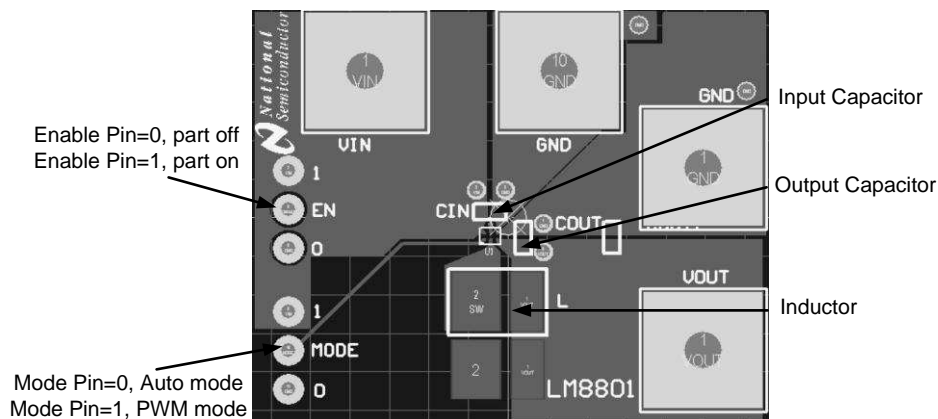 National
Semiconductor
1
VIN
VIN
10
GND
GND
GND
1
GND
Input Capacitor
Enable Pin=0, part off
Enable Pin=1, part on
1
EN
0
CIN
COUT
Output Capacitor
VOUT
2
SW
L
Inductor
1
MODE
0
1
VOUT
2
LM8801
Mode Pin=0, Auto mode
Mode Pin=1, PWM mode